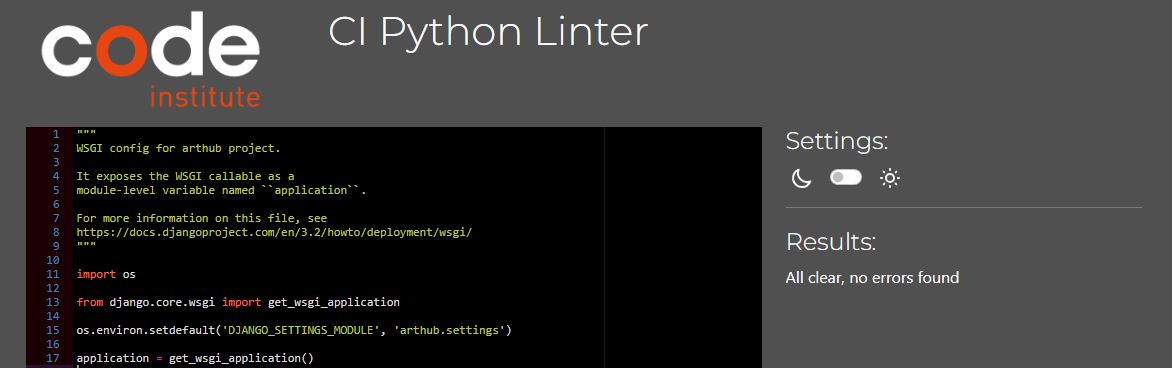 code
institute
CI Python Linter
1 """
2 WSGI config for arthub project.
3
4 It exposes the WSGI callable as a
5 module-level variable named ``application``.
6
7 For more information on this file, see
8 https://docs.djangoproject.com/en/3.2/howto/deployment/wsgi/
9 """
10
11 import os
12
13 from django.core.wsgi import get_wsgi_application
14
15 os.environ.setdefault('DJANGO_SETTINGS_MODULE', 'arthub.settings')
16
17 application = get_wsgi_application()
Settings:
Results:
All clear, no errors found